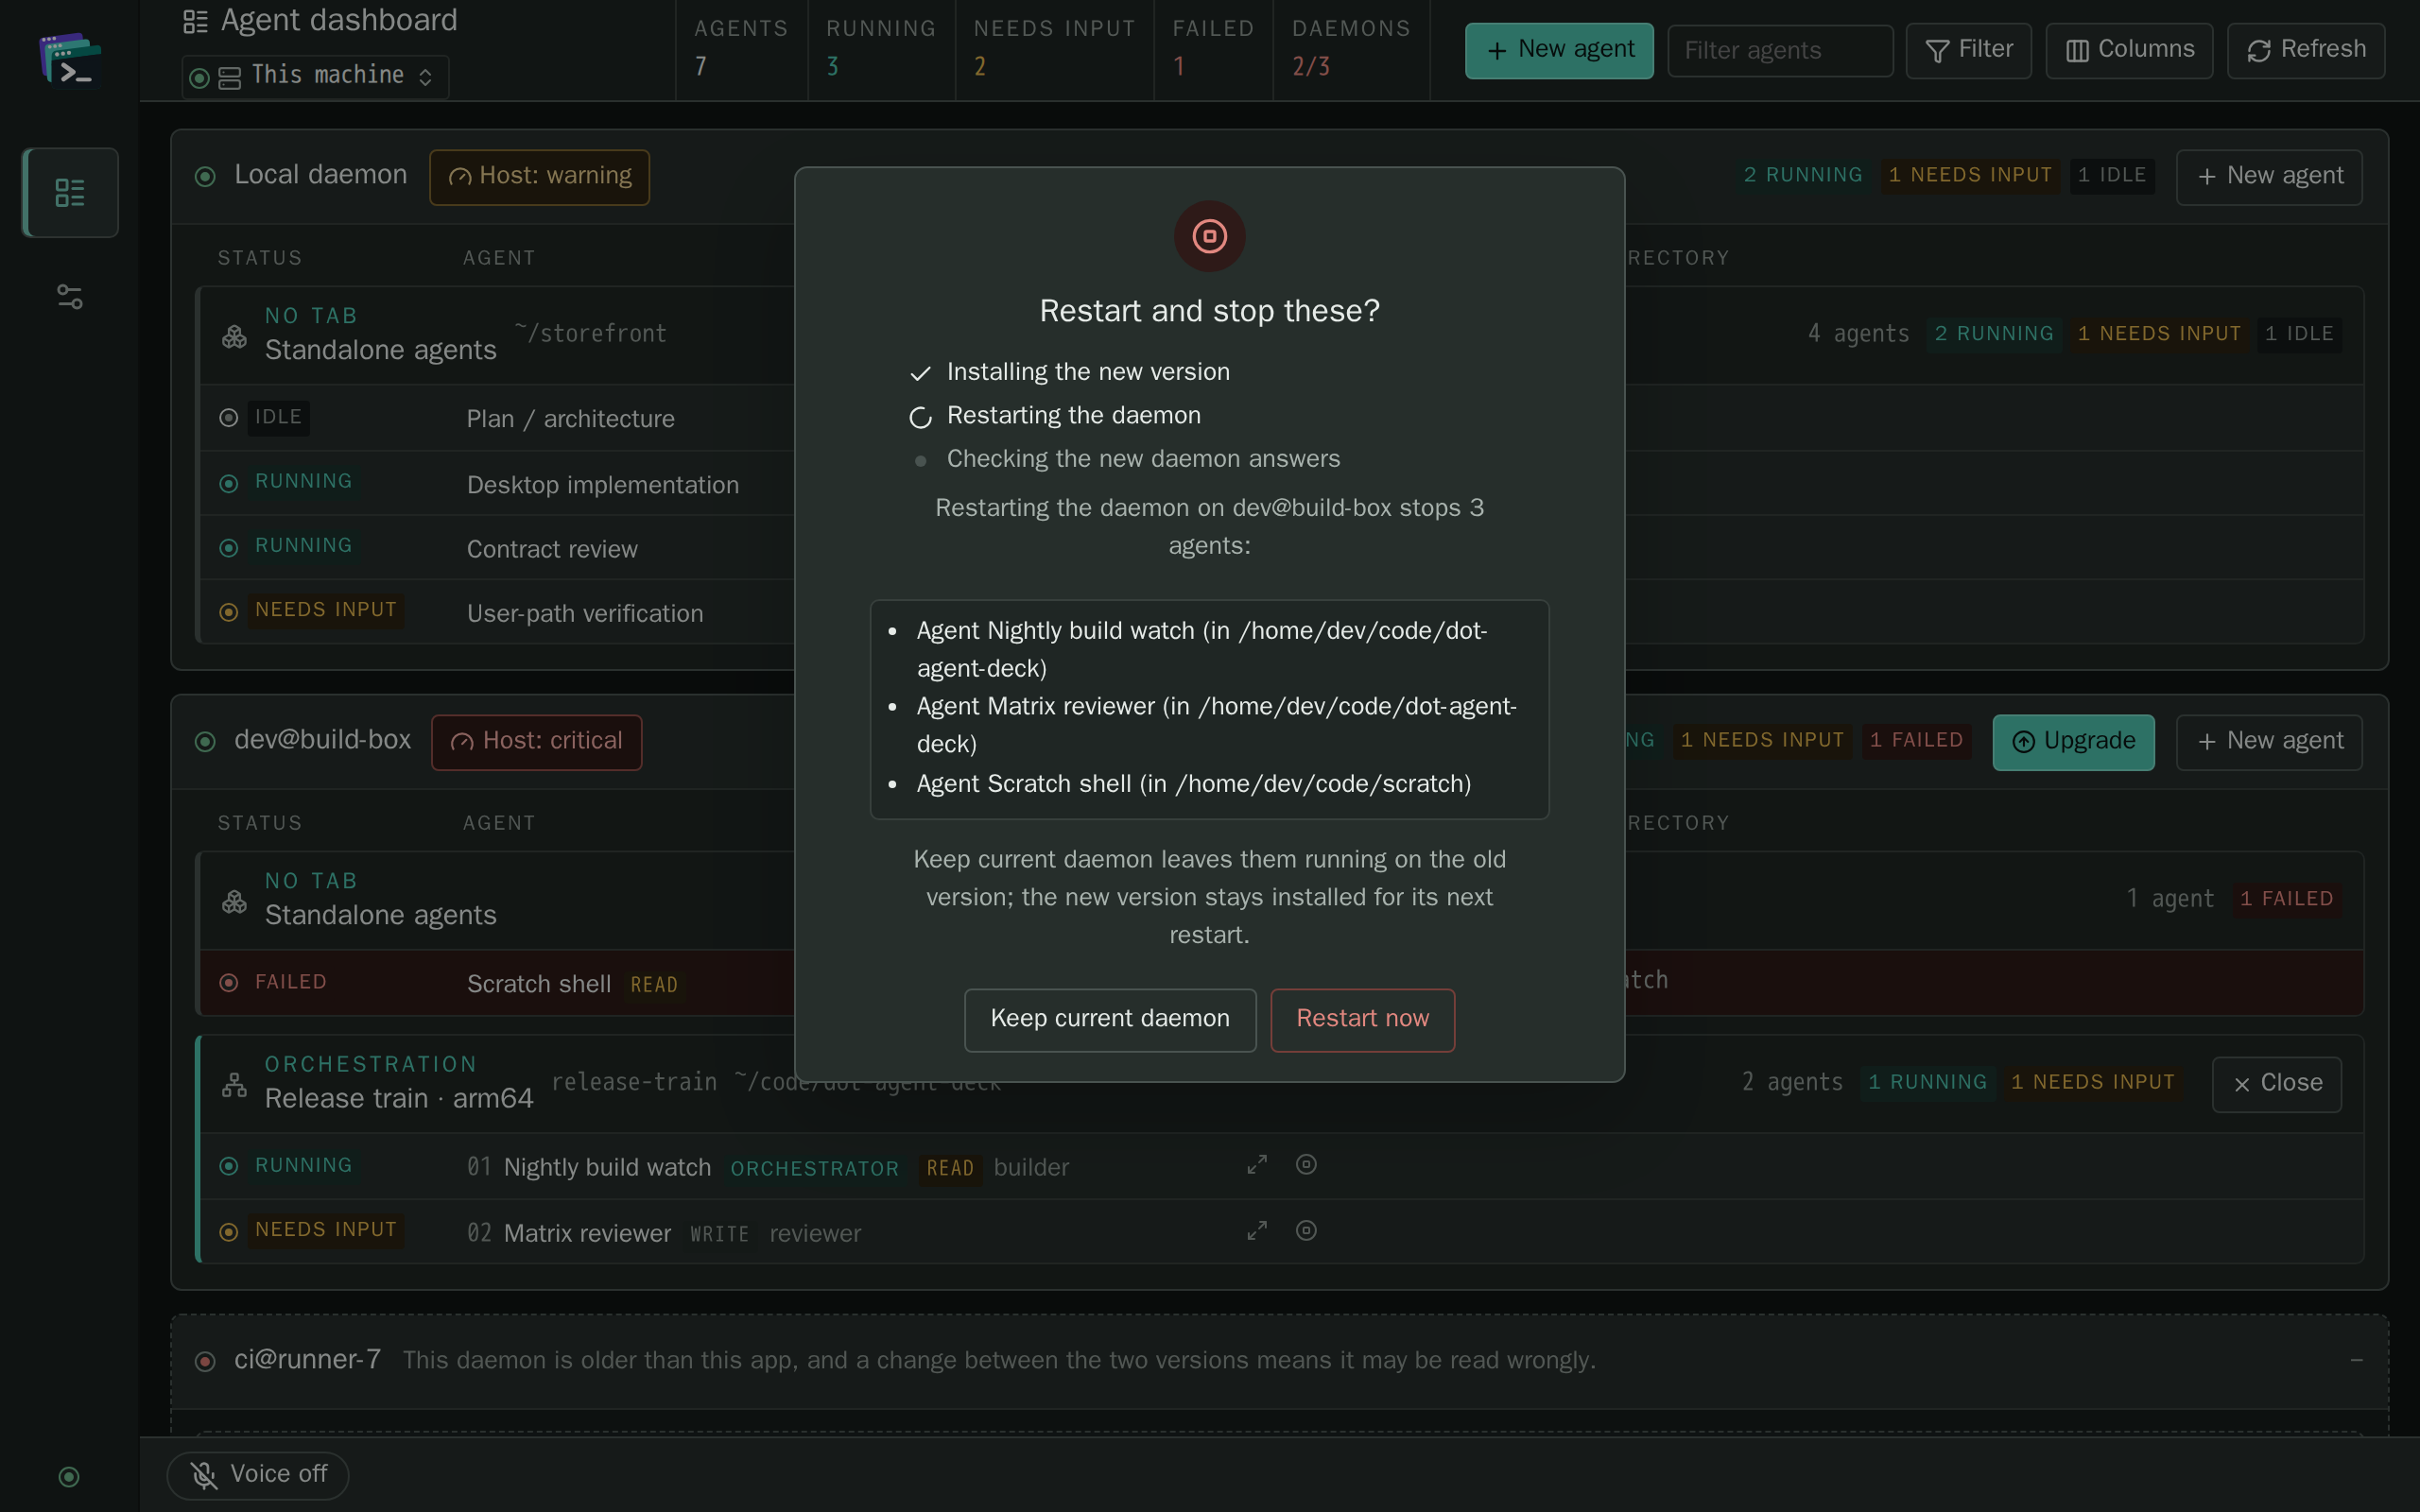 Agent dashboard
This machine
AGENTS
7
RUNNING
3
NEEDS INPUT
2
FAILED
1
DAEMONS
2/3
New agent
Filter agents
Filter
Columns
Refresh
Local daemon
Host: warning
2 RUNNING
1 NEEDS INPUT
1 IDLE
New agent
STATUS
AGENT
RECTORY
NO TAB
Standalone agents
~/storefront
4 agents
2 RUNNING
1 NEEDS INPUT
1 IDLE
IDLE
Plan / architecture
RUNNING
Desktop implementation
RUNNING
Contract review
NEEDS INPUT
User-path verification
Restart and stop these?
Installing the new version
Restarting the daemon
Checking the new daemon answers
Restarting the daemon on dev@build-box stops 3
agents:
• Agent Nightly build watch (in /home/dev/code/dot-
agent-deck)
• Agent Matrix reviewer (in /home/dev/code/dot-agent-
deck)
• Agent Scratch shell (in /home/dev/code/scratch)
Keep current daemon leaves them running on the old
version; the new version stays installed for its next
restart.
Keep current daemon
Restart now
dev@build-box
Host: critical
NG
1 NEEDS INPUT
1 FAILED
Upgrade
New agent
STATUS
AGENT
RECTORY
NO TAB
Standalone agents
1 agent
1 FAILED
FAILED
Scratch shell
READ
atch
ORCHESTRATION
Release train · arm64
release-train
~/code/dot-agent-deck
2 agents
1 RUNNING
1 NEEDS INPUT
Close
RUNNING
01 Nightly build watch ORCHESTRATOR READ builder
NEEDS INPUT
02 Matrix reviewer WRITE reviewer
ci@runner-7
This daemon is older than this app, and a change between the two versions means it may be read wrongly.
–
Voice off